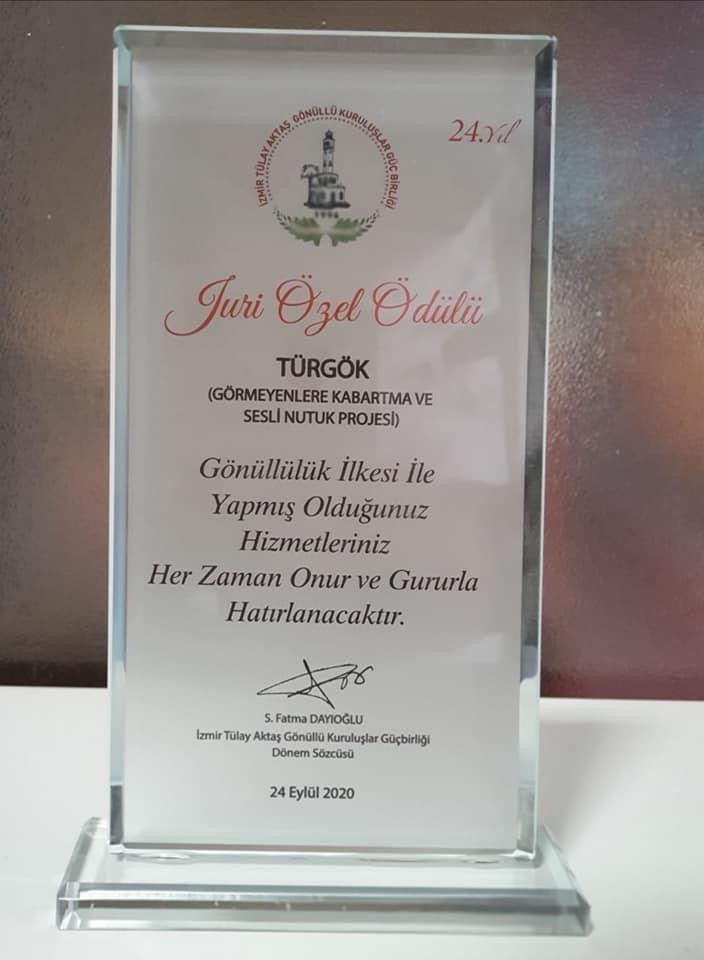 İZMİR TÜLAY AKTAŞ GÖNÜLLÜ KURULUŞLAR GÜÇ BİRLİĞİ
24.Yıl
1996
Juri Özel Ödülü
TÜRGÖK
(GÖRMEYENLERE KABARTMA VE
SESLİ NUTUK PROJESİ)
Gönüllülük İlkesi İle
Yapmış Olduğunuz
Hizmetleriniz
Her Zaman Onur ve Gururla
Hatırlanacaktır.
S. Fatma DAYIOĞLU
İzmir Tülay Aktaş Gönüllü Kuruluşlar Güçbirliği
Dönem Sözcüsü
24 Eylül 2020